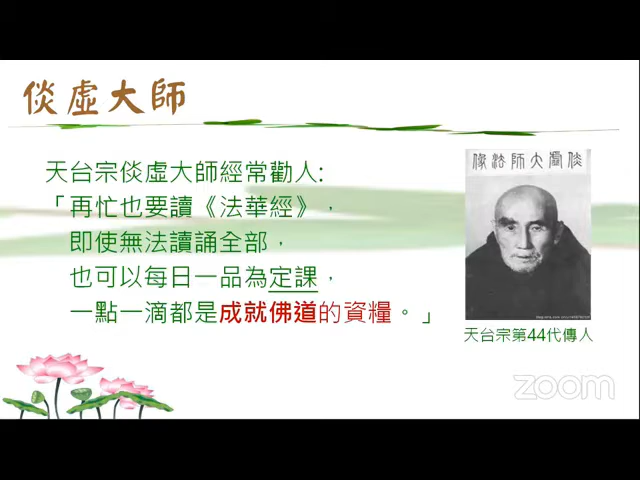 倓虛大師
天台宗倓虛大師經常勸人:
「再忙也要讀《法華經》，
即使無法讀誦全部，
也可以每日一品為定課，
一點一滴都是成就佛道的資糧。」
倓虛大師法像
天台宗第44代傳人
zoom